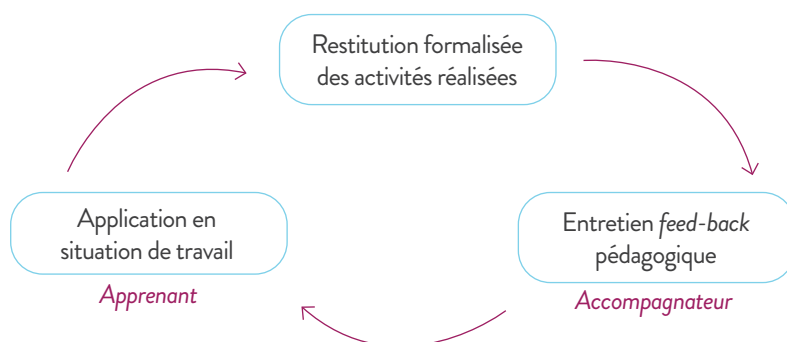 Restitution formalisée
des activités réalisées
Application en
situation de travail
Apprenant
Entretien feed-back
pédagogique
Accompagnateur